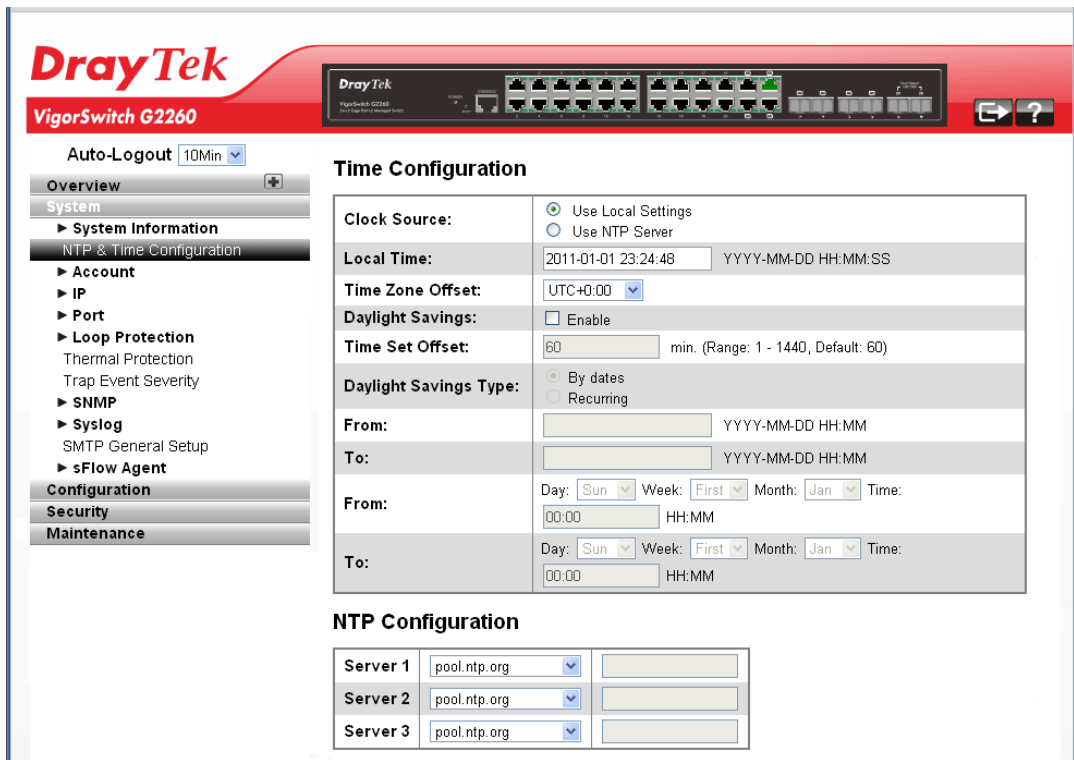 DrayTek
VigorSwitch G2260
DrayTek
VigorSwitch G2260
CONSOLE
POWER
Auto-Logout 10Min
Overview
System
System Information
NTP & Time Configuration
Account
IP
Port
Loop Protection
Thermal Protection
Trap Event Severity
SNMP
Syslog
SMTP General Setup
sFlow Agent
Configuration
Security
Maintenance
Time Configuration
Clock Source: Use Local Settings
Use NTP Server
Local Time: 2011-01-01 23:24:48 YYYY-MM-DD HH:MM:SS
Time Zone Offset: UTC+0:00
Daylight Savings: Enable
Time Set Offset: 60 min. (Range: 1 - 1440, Default: 60)
Daylight Savings Type: By dates
Recurring
From: YYYY-MM-DD HH:MM
To: YYYY-MM-DD HH:MM
From: Day: Sun Week: First Month: Jan Time:
00:00 HH:MM
To: Day: Sun Week: First Month: Jan Time:
00:00 HH:MM
NTP Configuration
Server 1 pool.ntp.org
Server 2 pool.ntp.org
Server 3 pool.ntp.org